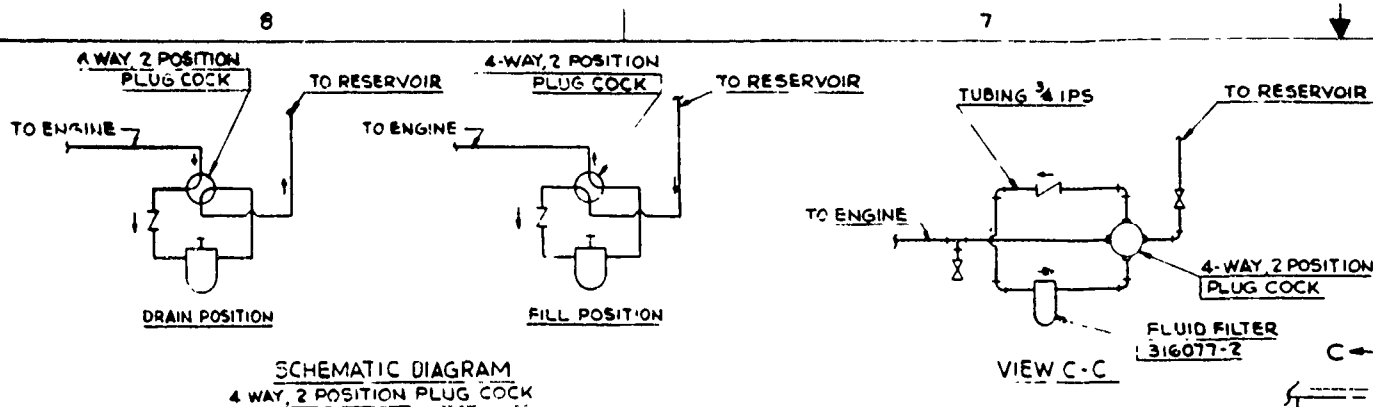 8
7
4 WAY, 2 POSITION
PLUG COCK
TO RESERVOIR
TO ENGINE
DRAIN POSITION
4-WAY, 2 POSITION
PLUG COCK
TO RESERVOIR
TO ENGINE
FILL POSITION
SCHEMATIC DIAGRAM
4 WAY, 2 POSITION PLUG COCK
TUBING 3/4 IPS
TO RESERVOIR
TO ENGINE
4-WAY, 2 POSITION
PLUG COCK
FLUID FILTER
316077-2
VIEW C-C
C